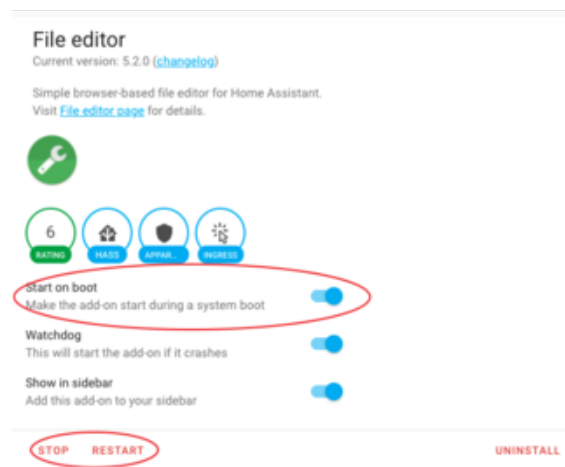 File editor
Current version: 5.2.0 (changelog)
Simple browser-based file editor for Home Assistant.
Visit File editor page for details.
6
RATING HASS APPAR... INGRESS
Start on boot
Make the add-on start during a system boot
Watchdog
This will start the add-on if it crashes
Show in sidebar
Add this add-on to your sidebar
STOP RESTART UNINSTALL